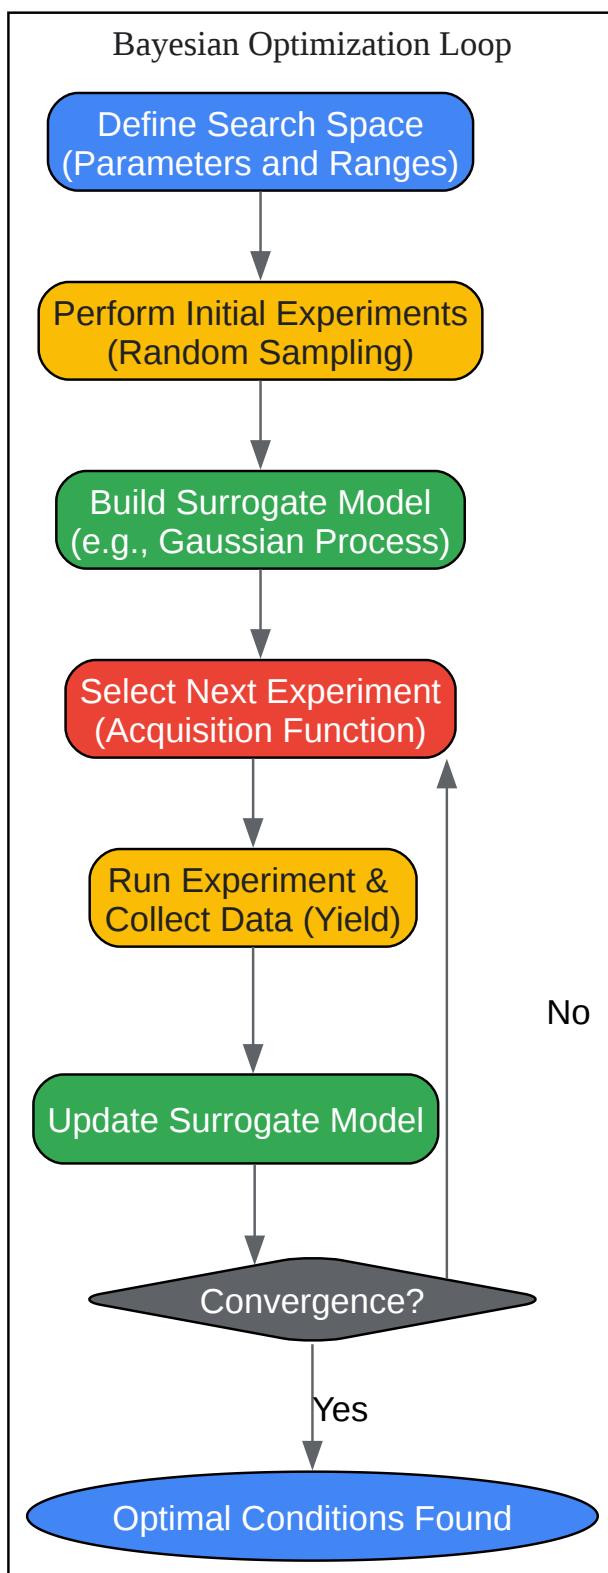 Bayesian Optimization Loop
Define Search Space
(Parameters and Ranges)
Perform Initial Experiments
(Random Sampling)
Build Surrogate Model
(e.g., Gaussian Process)
Select Next Experiment
(Acquisition Function)
Run Experiment &
Collect Data (Yield)
No
Update Surrogate Model
Convergence?
Yes
Optimal Conditions Found